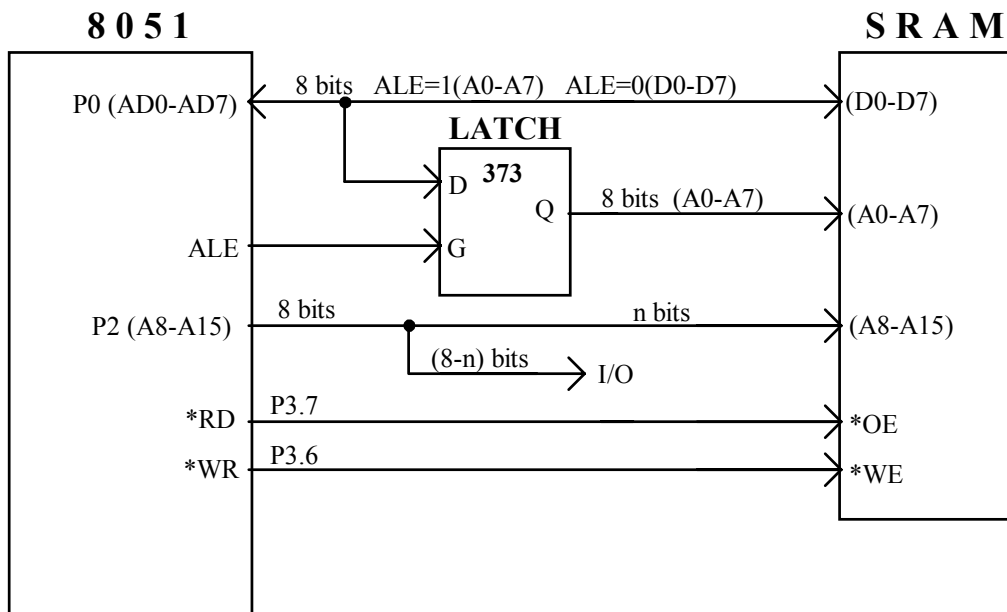 8 0 5 1
S R A M
8 bits ALE=1(A0-A7) ALE=0(D0-D7)
P0 (AD0-AD7)
(D0-D7)
LATCH
373
D
8 bits (A0-A7)
Q
(A0-A7)
ALE
G
8 bits
n bits
P2 (A8-A15)
(A8-A15)
(8-n) bits
I/O
P3.7
*RD
*OE
P3.6
*WR
*WE